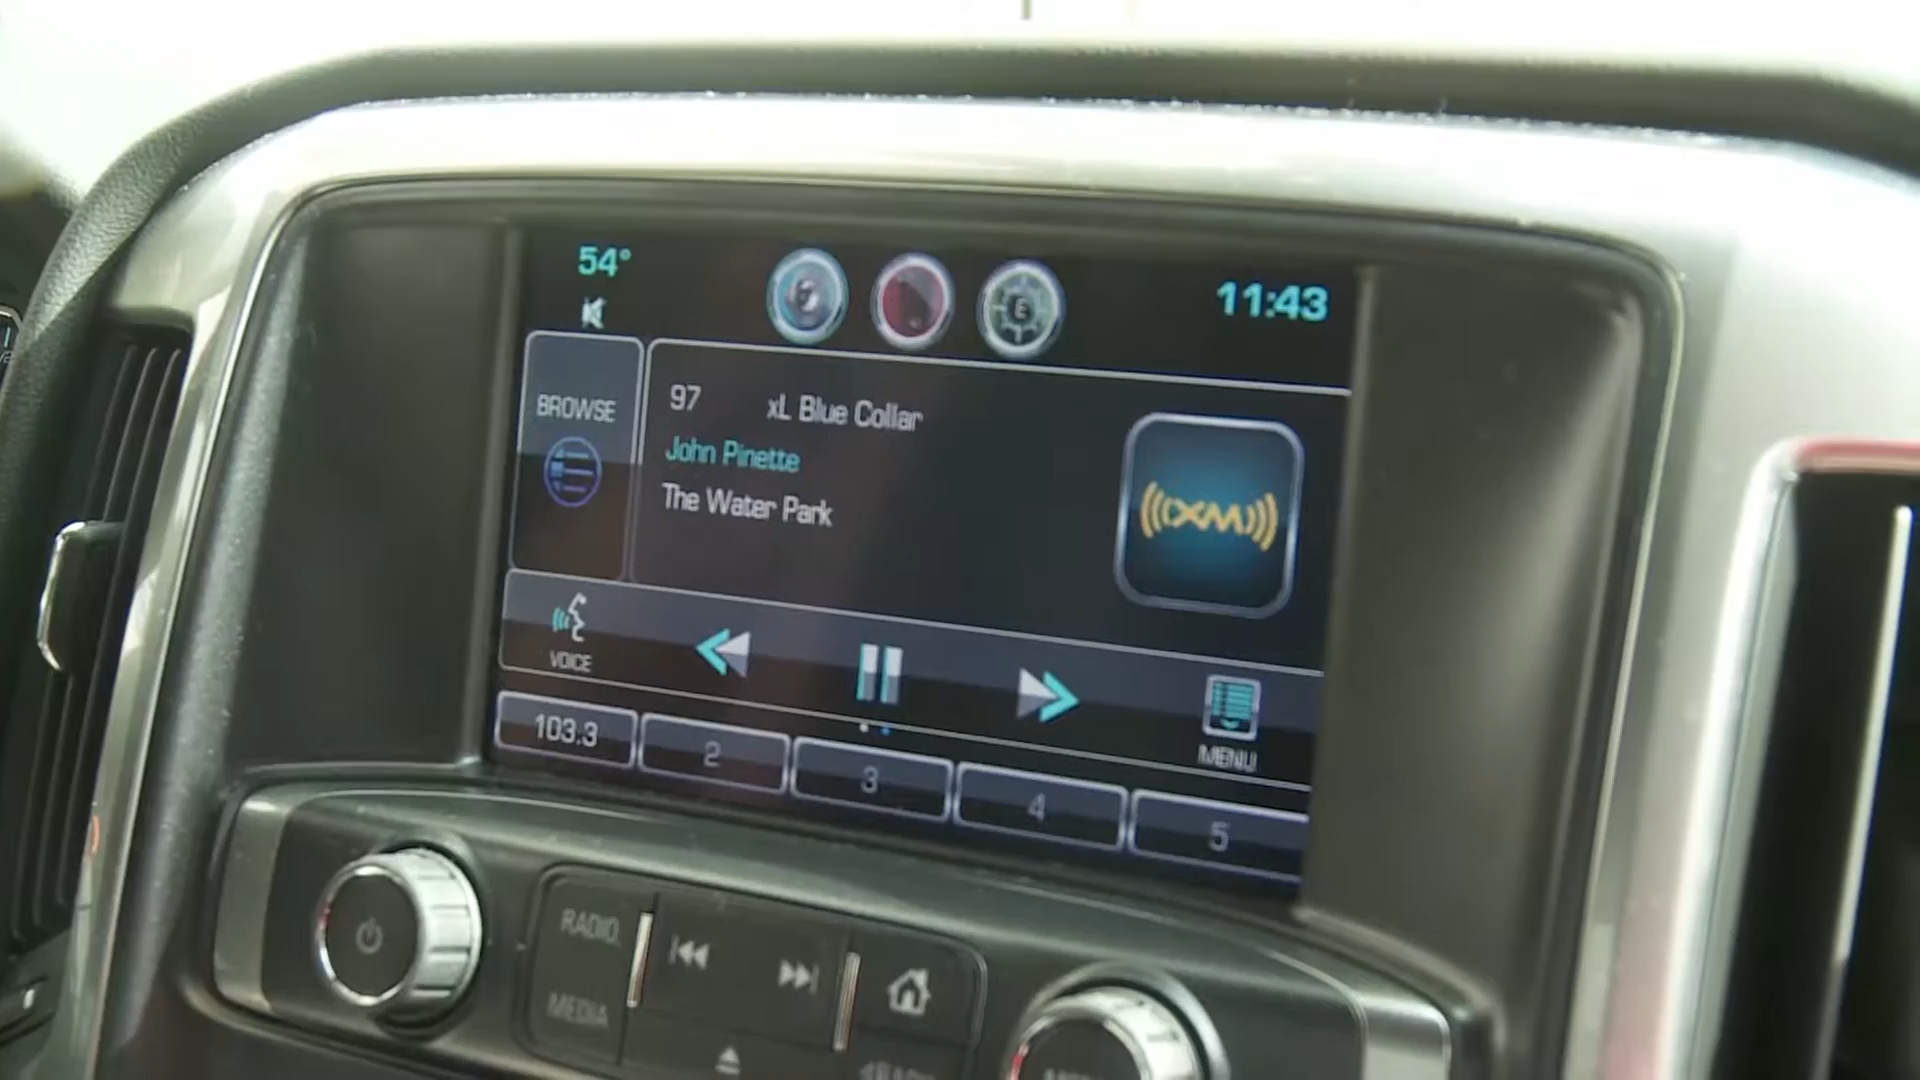 54°
11:43
E
BROWSE
97 xL Blue Collar
John Pinette
The Water Park
(((XM)))
VOICE
MENU
103.3
2
3
4
5
RADIO
MEDIA